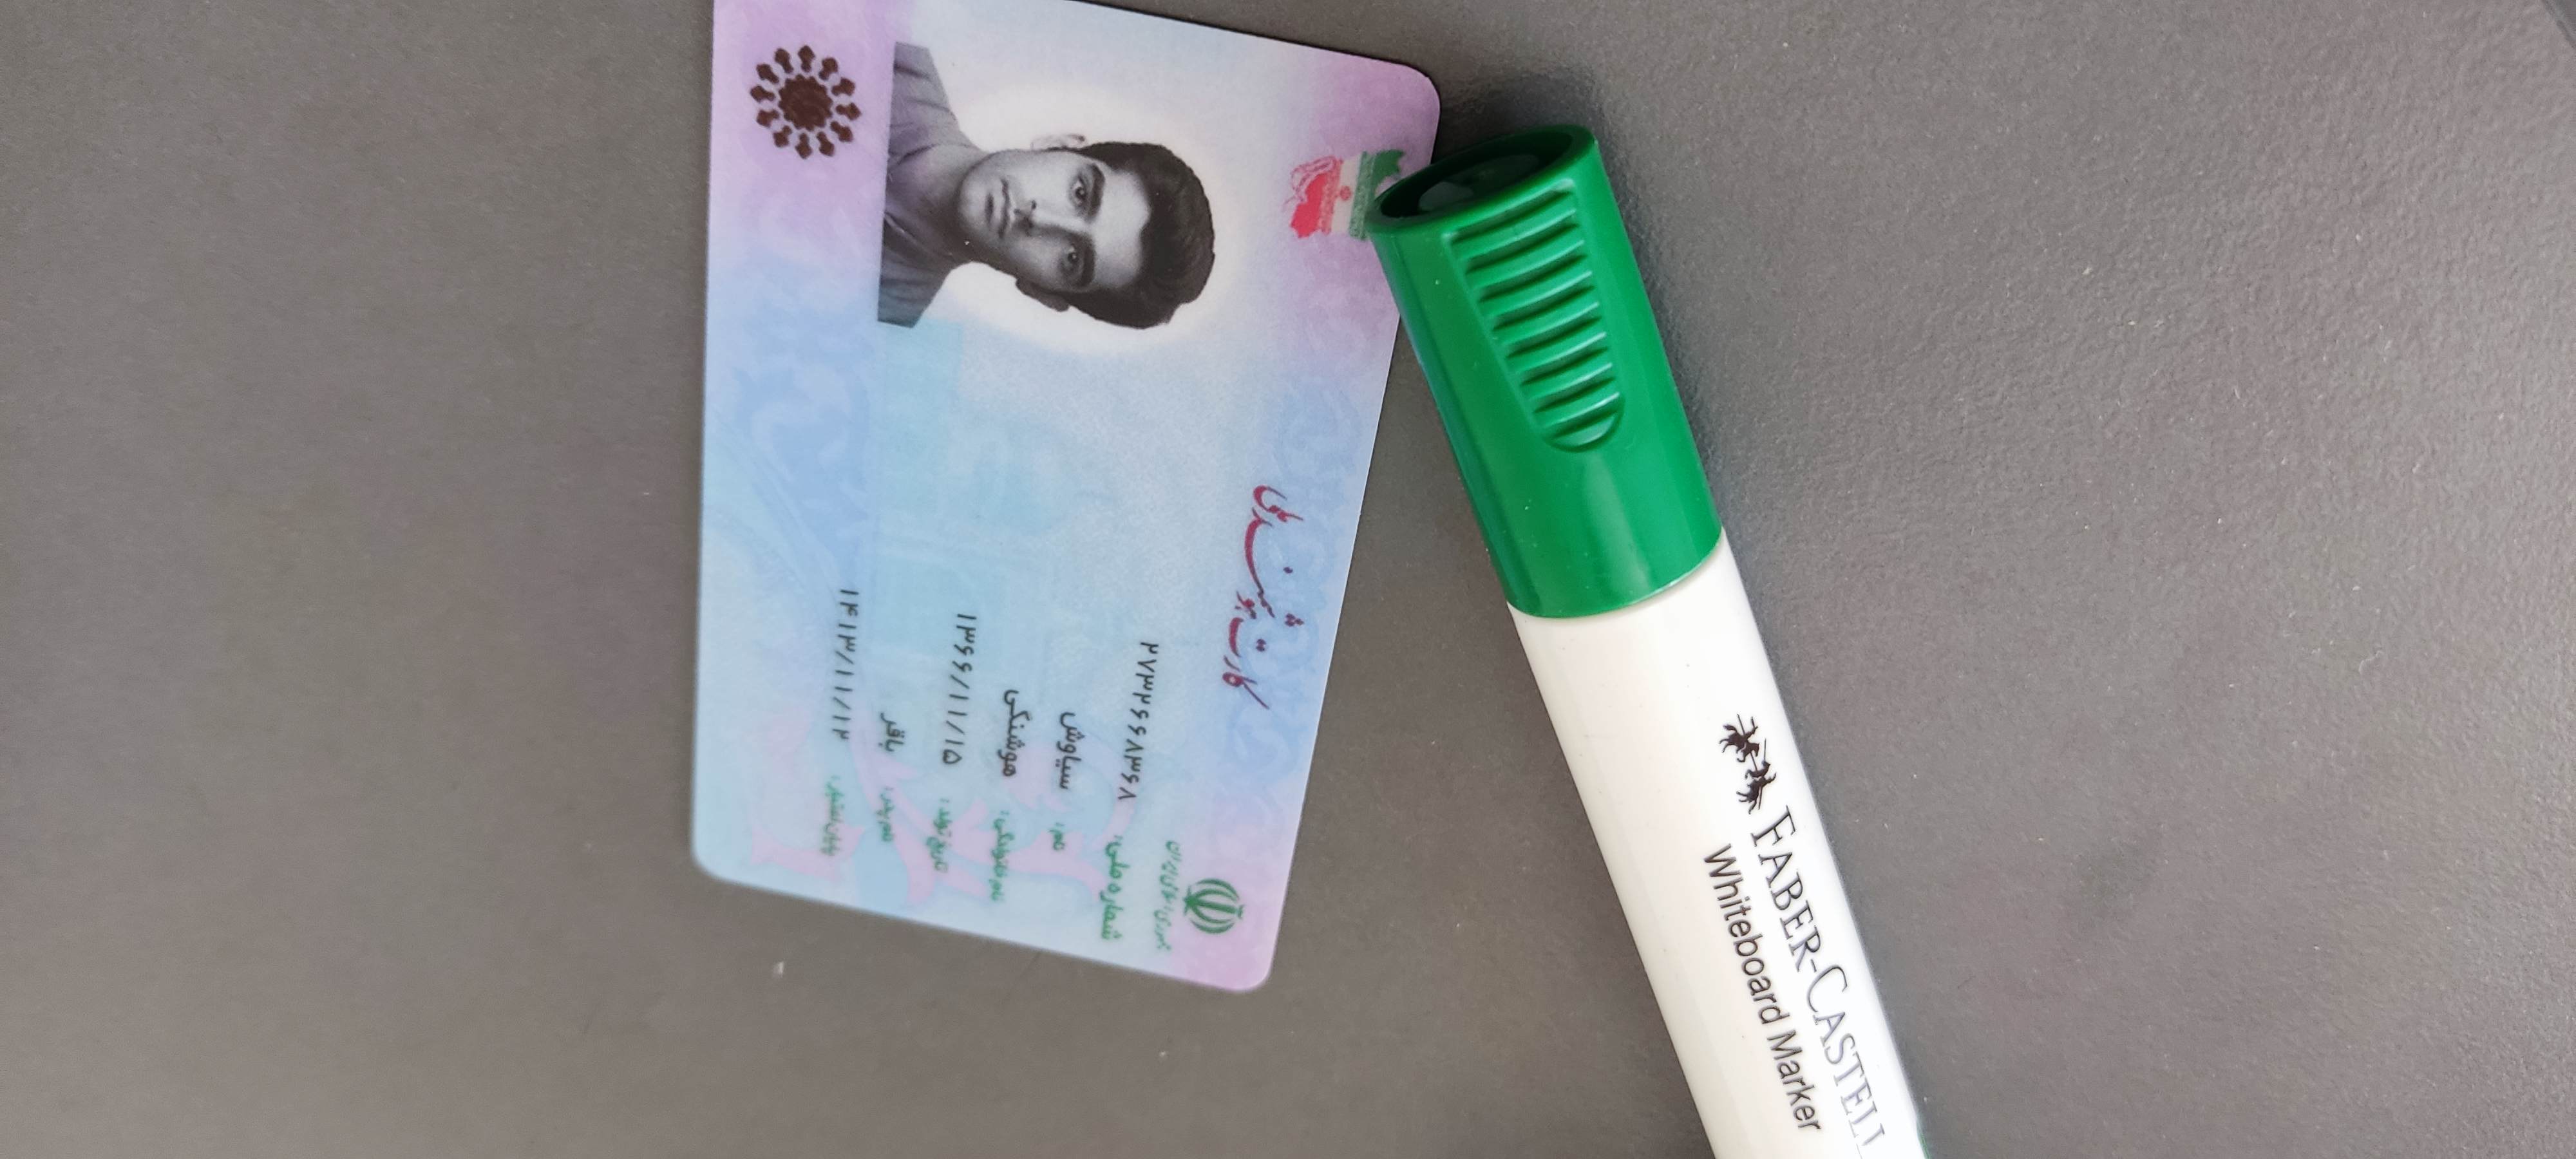 FABER-CASTELL
Whiteboard Marker
جمهوری اسلامی ایران
کارت هوشمند ملی
شماره ملی: ۲۷۳۲۶۶۸۳۶۸
نام: سیاوش
نام خانوادگی: هوشنگی
تاریخ تولد: ۱۳۶۶/۱۱/۱۵
نام پدر: باقر
پایان اعتبار: ۱۴۱۳/۱۱/۱۲